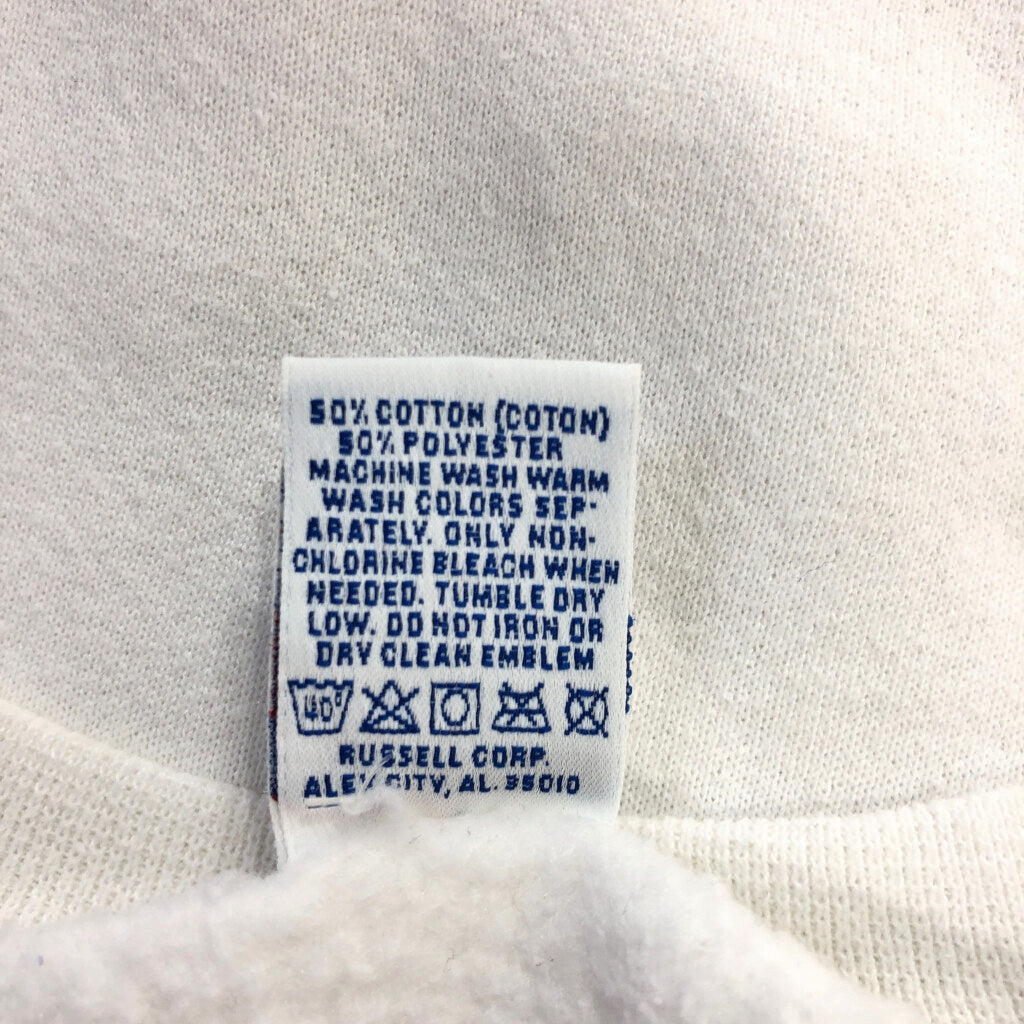 50% COTTON (COTON)
50% POLYESTER
MACHINE WASH WARM
WASH COLORS SEP-
ARATELY. ONLY NON-
CHLORINE BLEACH WHEN
NEEDED. TUMBLE DRY
LOW. DO NOT IRON OR
DRY CLEAN EMBLEM
40°
RUSSELL CORP.
ALEX CITY, AL. 35010